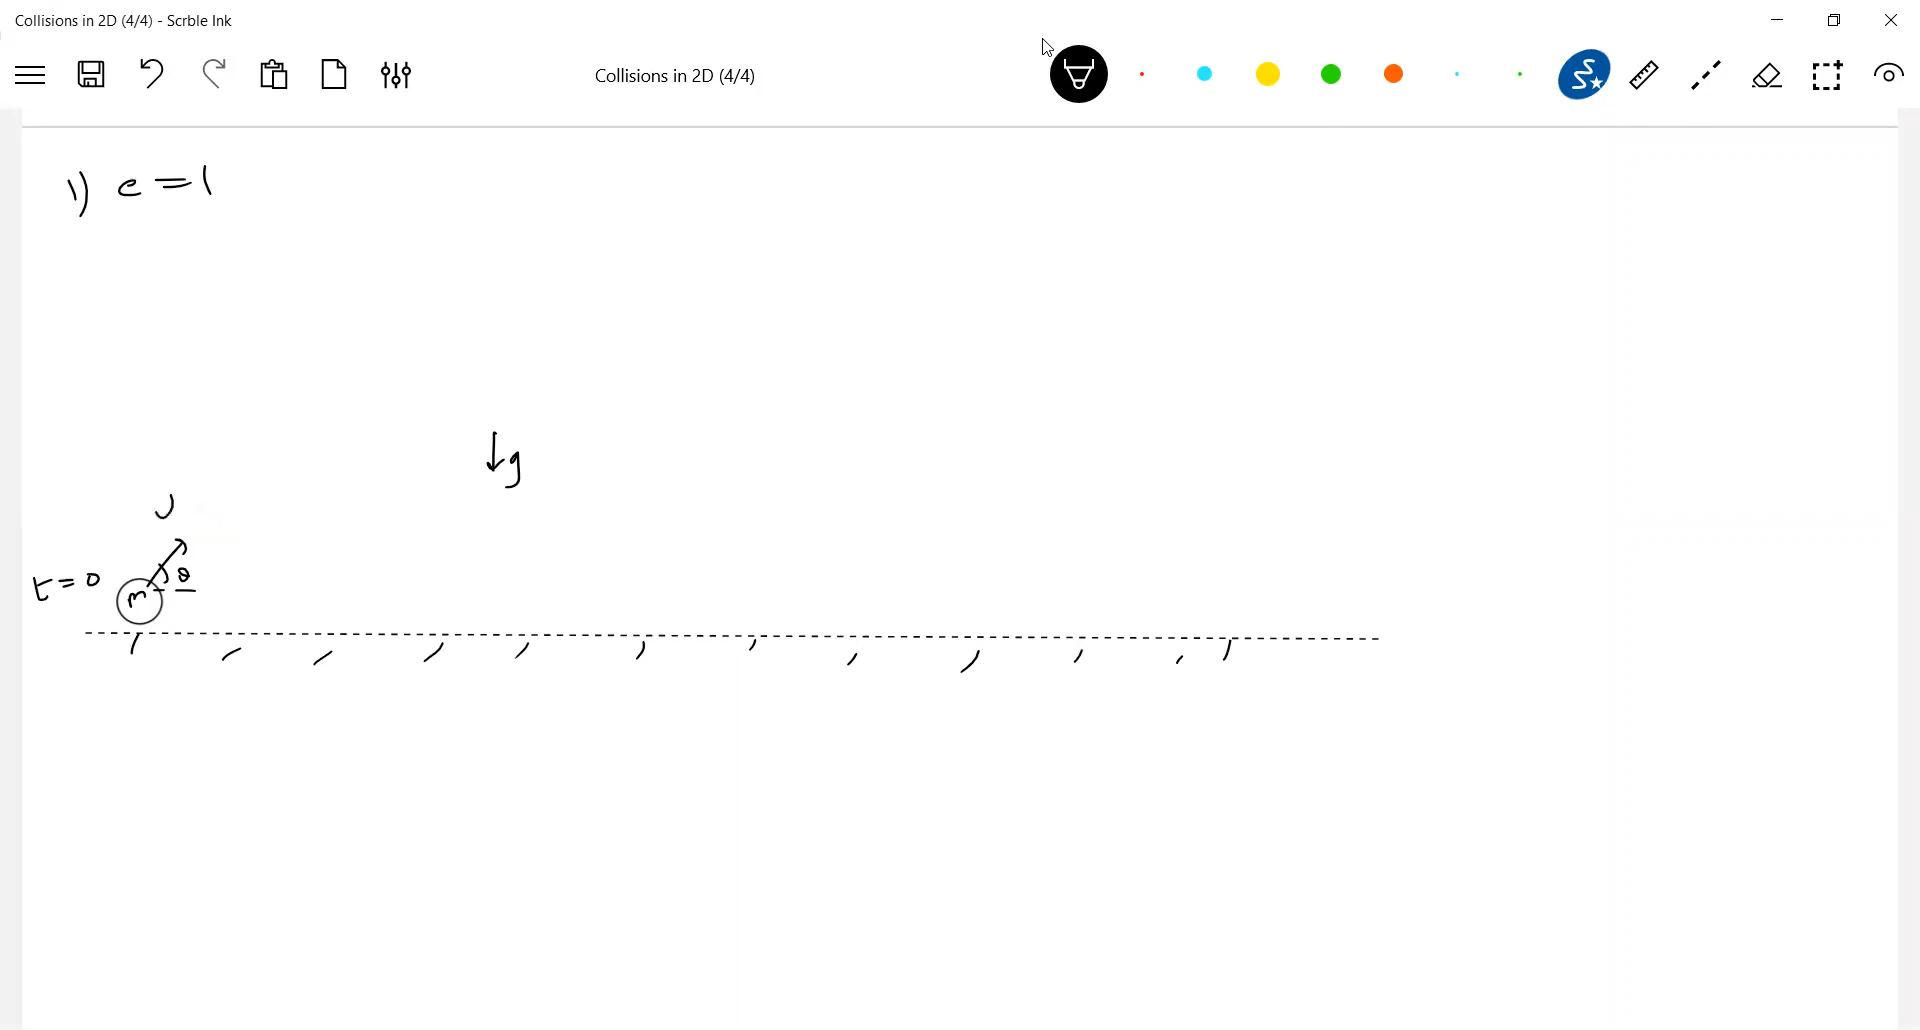 Collisions in 2D (4/4) - Scrble Ink
Collisions in 2D (4/4)
1) e = 1
↓g
U
t = 0
m
θ